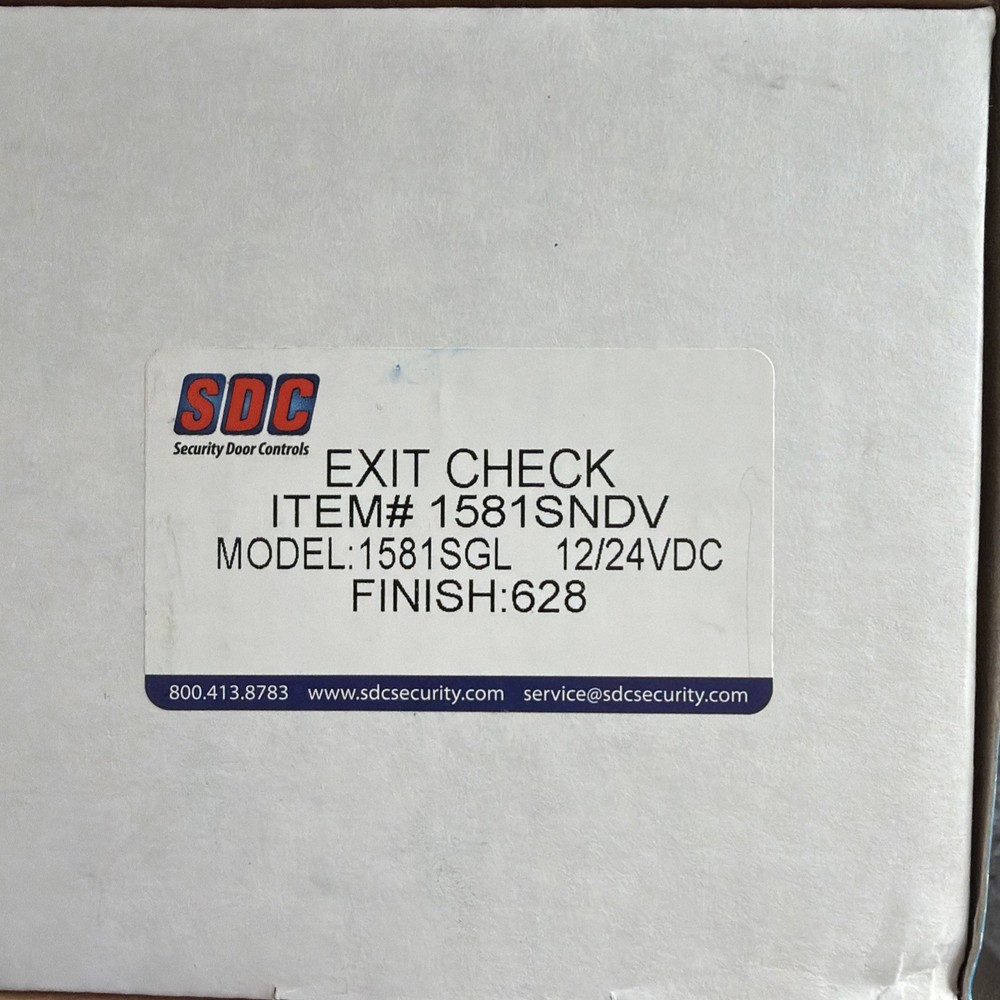 SDC
Security Door Controls
EXIT CHECK
ITEM# 1581SNDV
MODEL:1581SGL 12/24VDC
FINISH:628
800.413.8783 www.sdcsecurity.com service@sdcsecurity.com